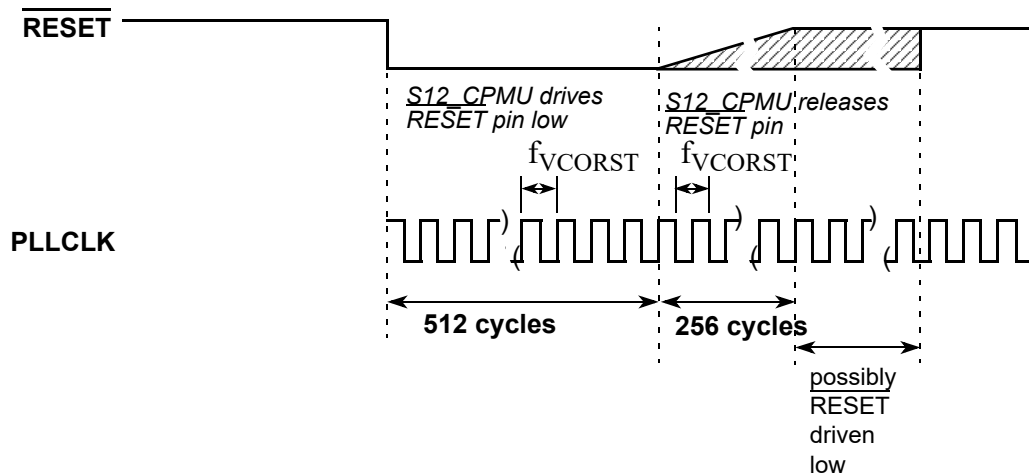 RESET
S12_CPMU drives
RESET pin low
S12_CPMU releases
RESET pin
fVCORST
fVCORST
PLLCLK
) ( ) ( ) (
512 cycles
256 cycles
possibly
RESET
driven
low